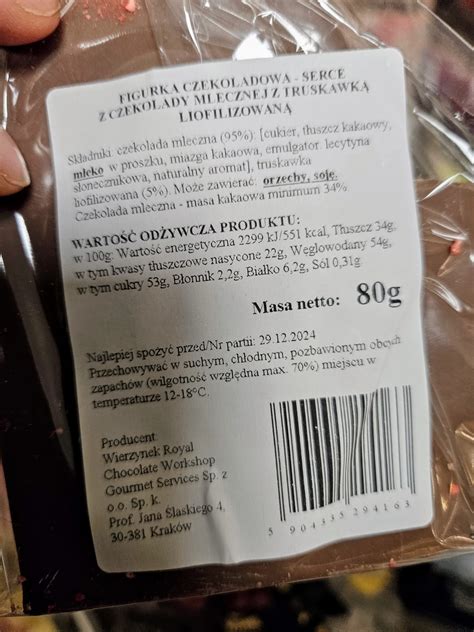 FIGURKA CZEKOLADOWA - SERCE
Z CZEKOLADY MLECZNEJ Z TRUSKAWKĄ
LIOFILIZOWANĄ
Składniki: czekolada mleczna (95%): [cukier, tłuszcz kakaowy,
mleko w proszku, miazga kakaowa, emulgator: lecytyna
słonecznikowa, naturalny aromat], truskawka
liofilizowana (5%). Może zawierać: orzechy, soję.
Czekolada mleczna - masa kakaowa minimum 34%.
WARTOŚĆ ODŻYWCZA PRODUKTU:
w 100g: Wartość energetyczna 2299 kJ/551 kcal, Tłuszcz 34g,
w tym kwasy tłuszczowe nasycone 22g, Węglowodany 54g,
w tym cukry 53g, Błonnik 2,2g, Białko 6,2g, Sól 0,31g
Masa netto: 80g
Najlepiej spożyć przed/Nr partii: 29.12.2024
Przechowywać w suchym, chłodnym, pozbawionym obcych
zapachów (wilgotność względna max. 70%) miejscu w
temperaturze 12-18°C.
Producent:
Wierzynek Royal
Chocolate Workshop
Gourmet Services Sp. z
o.o. Sp. k.
Prof. Jana Śląskiego 4,
30-381 Kraków
5 904335 294163